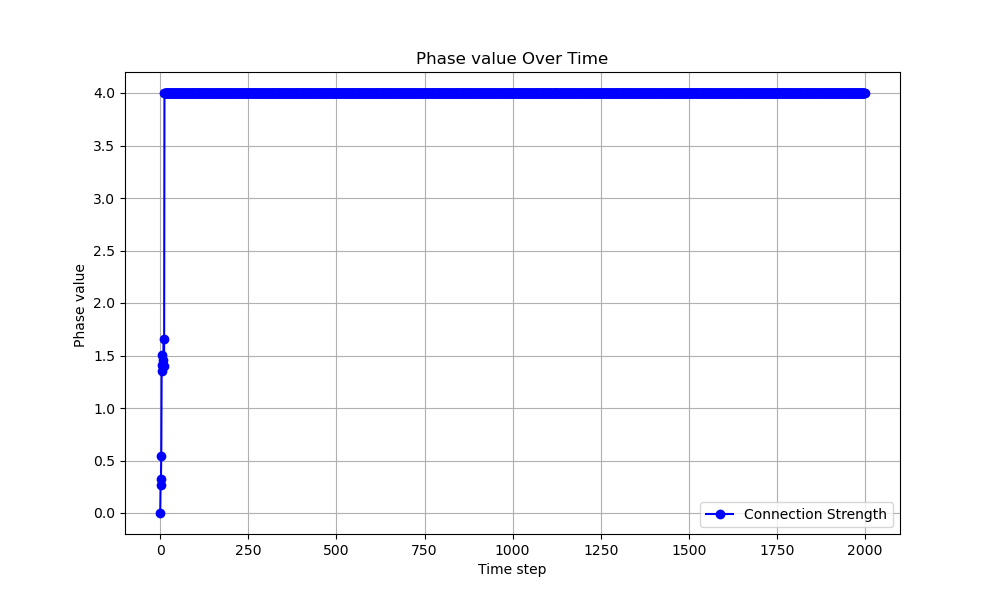 Phase value Over Time
4.0
3.5
3.0
2.5
2.0
1.5
1.0
0.5
0.0
Phase value
Connection Strength
0 250 500 750 1000 1250 1500 1750 2000
Time step